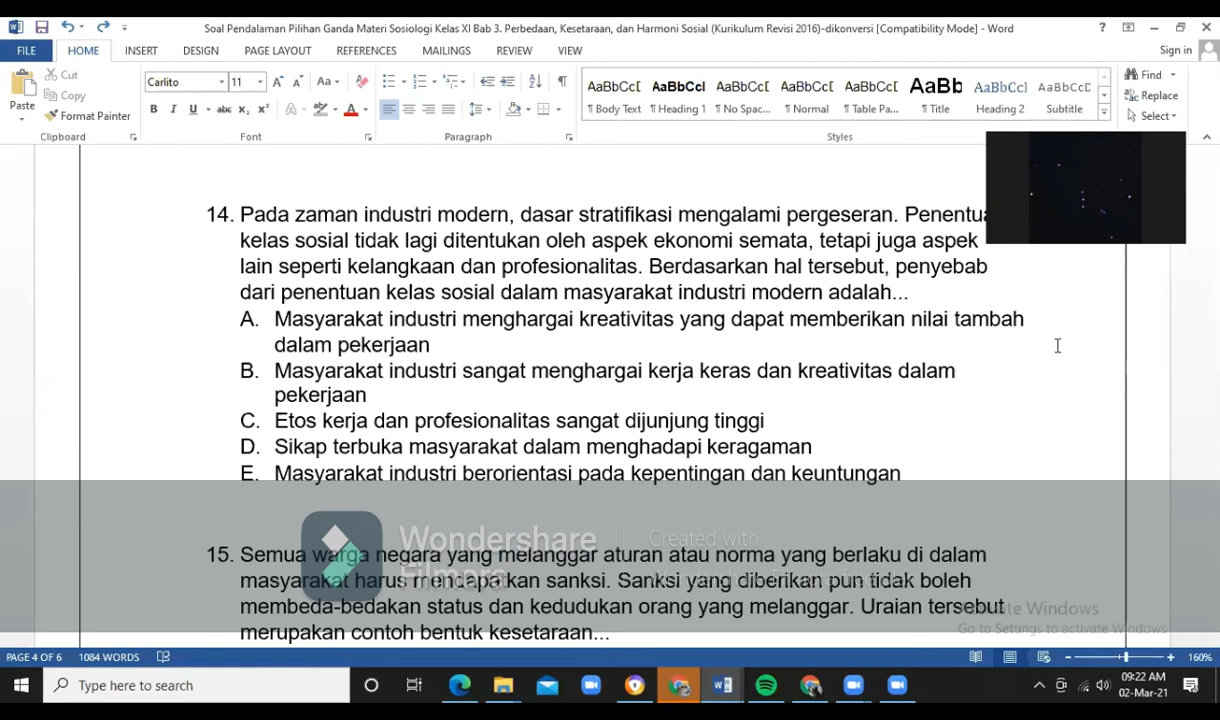 Soal Pendalaman Pilihan Ganda Materi Sosiologi Kelas XI Bab 3. Perbedaan, Kesetaraan, dan Harmoni Sosial (Kurikulum Revisi 2016)-dikonversi [Compatibility Mode] - Word
FILE HOME INSERT DESIGN PAGE LAYOUT REFERENCES MAILINGS REVIEW VIEW Sign in
Cut
Copy
Format Painter
Paste
Carlito 11
AaBbCc[ AaBbCcI AaBbCc[ AaBbCc[ AaBbCc[ AaBb AaBbCcI AaBbCcD
¶ Body Text ¶ Heading 1 ¶ No Spac... ¶ Normal ¶ Table Pa... ¶ Title Heading 2 Subtitle
Find
Replace
Select
Clipboard Font Paragraph Styles Editing
14. Pada zaman industri modern, dasar stratifikasi mengalami pergeseran. Penentua
kelas sosial tidak lagi ditentukan oleh aspek ekonomi semata, tetapi juga aspek
lain seperti kelangkaan dan profesionalitas. Berdasarkan hal tersebut, penyebab
dari penentuan kelas sosial dalam masyarakat industri modern adalah...
A. Masyarakat industri menghargai kreativitas yang dapat memberikan nilai tambah
dalam pekerjaan
B. Masyarakat industri sangat menghargai kerja keras dan kreativitas dalam
pekerjaan
C. Etos kerja dan profesionalitas sangat dijunjung tinggi
D. Sikap terbuka masyarakat dalam menghadapi keragaman
E. Masyarakat industri berorientasi pada kepentingan dan keuntungan
Wondershare
Filmora
Created with
15. Semua warga negara yang melanggar aturan atau norma yang berlaku di dalam
masyarakat harus mendapatkan sanksi. Sanksi yang diberikan pun tidak boleh
membeda-bedakan status dan kedudukan orang yang melanggar. Uraian tersebut
merupakan contoh bentuk kesetaraan...
Activate Windows
Go to Settings to activate Windows.
PAGE 4 OF 6 1084 WORDS 160%
Type here to search
09:22 AM
02-Mar-21